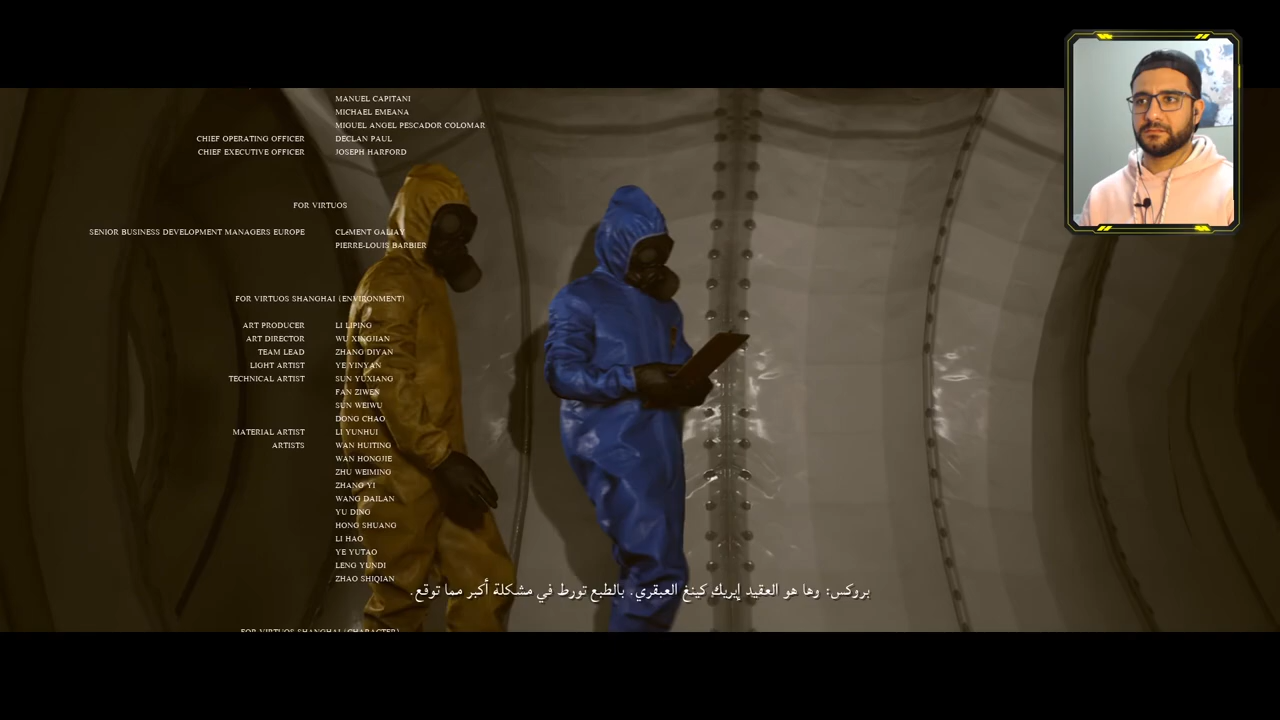 MANUEL CAPITANI
MICHAEL EMEANA
MIGUEL ANGEL PESCADOR COLOMAR
CHIEF OPERATING OFFICER DECLAN PAUL
CHIEF EXECUTIVE OFFICER JOSEPH HARFORD
FOR VIRTUOS
SENIOR BUSINESS DEVELOPMENT MANAGERS EUROPE CLéMENT GALIAY
PIERRE-LOUIS BARBIER
FOR VIRTUOS SHANGHAI (ENVIRONMENT)
ART PRODUCER LI LIPING
ART DIRECTOR WU XINGJIAN
TEAM LEAD ZHANG DIYAN
LIGHT ARTIST YE YINYAN
TECHNICAL ARTIST SUN YUXIANG
FAN ZIWEN
SUN WEIWU
DONG CHAO
MATERIAL ARTIST LI YUNHUI
ARTISTS WAN HUITING
WAN HONGJIE
ZHU WEIMING
ZHANG YI
WANG DAILAN
YU DING
HONG SHUANG
LI HAO
YE YUTAO
LENG YUNDI
ZHAO SHIQIAN
بروكس: وها هو العقيد إيريك كينغ العبقري. بالطبع تورط في مشكلة أكبر مما توقع.
FOR VIRTUOS SHANGHAI (CHARACTER)